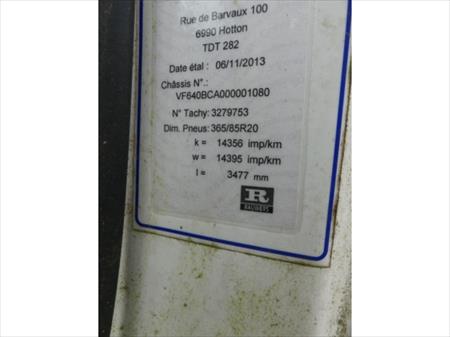 Rue de Barvaux 100
6990 Hotton
TDT 282
Date étal : 06/11/2013
Châssis N°.:
VF640BCA000001080
N° Tachy: 3279753
Dim. Pneus: 365/85R20
k = 14356 imp/km
w = 14395 imp/km
l = 3477 mm
R
RAUWERS